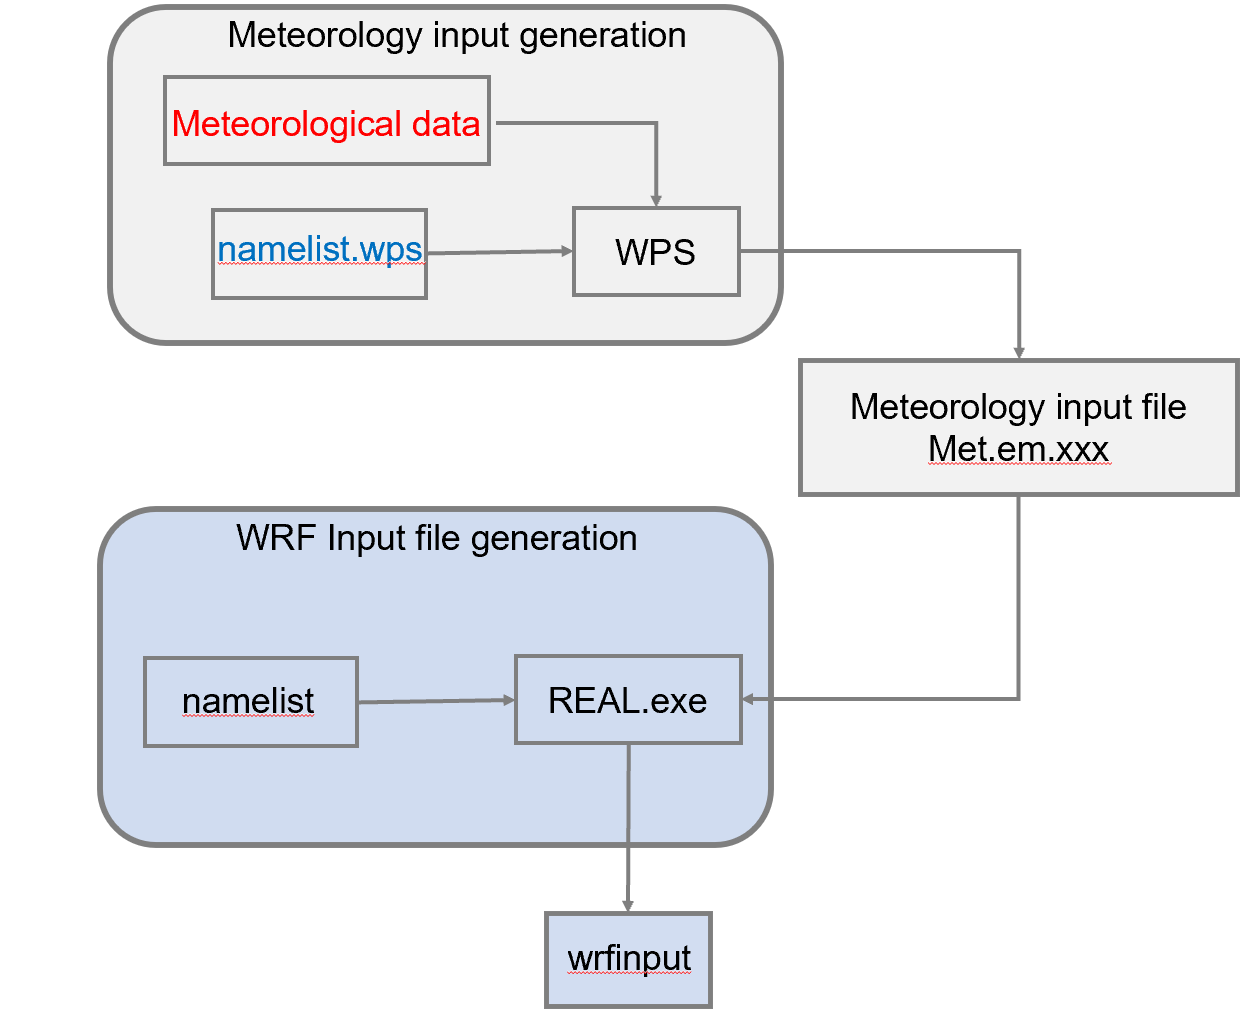 Meteorology input generation
Meteorological data
namelist.wps
WPS
Meteorology input file
Met.em.xxx
WRF Input file generation
namelist
REAL.exe
wrfinput